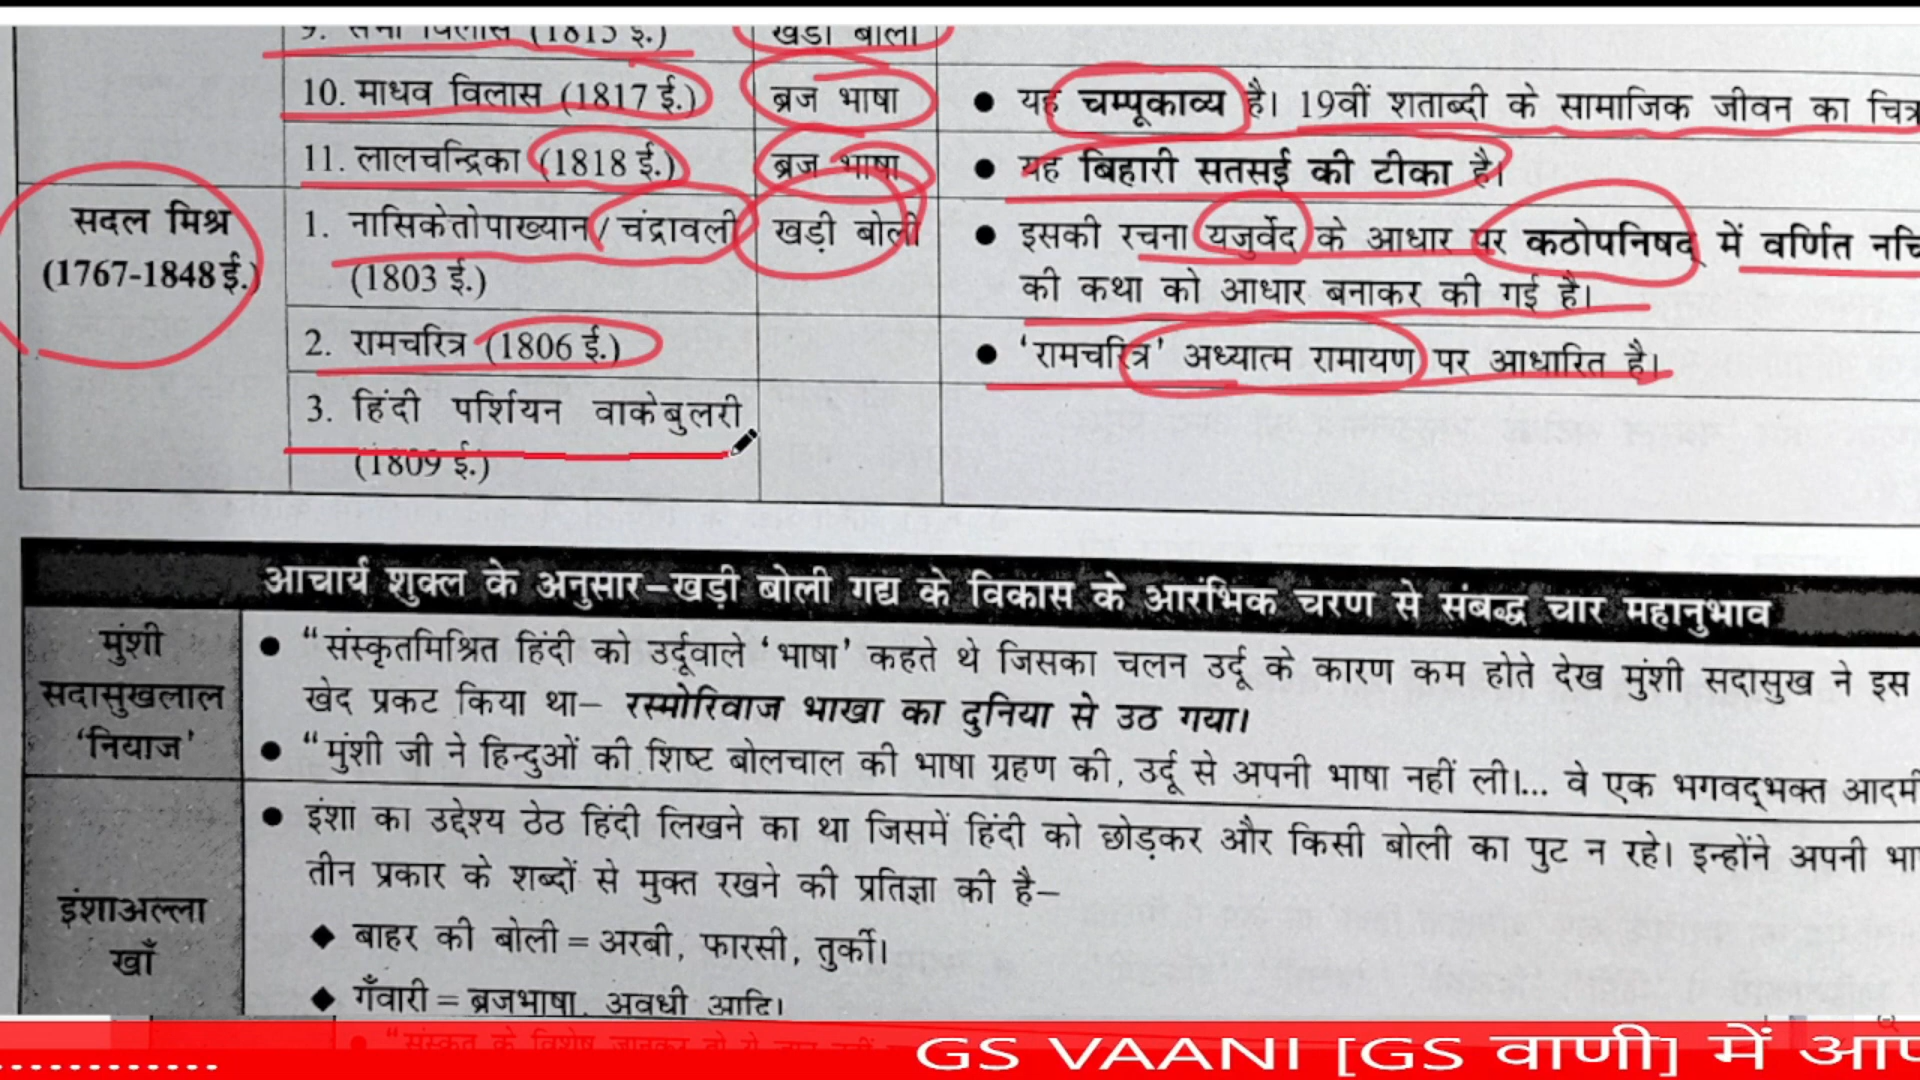 9. सभा विलास (1815 ई.) खड़ी बोली
10. माधव विलास (1817 ई.) ब्रज भाषा ● यह चम्पूकाव्य है। 19वीं शताब्दी के सामाजिक जीवन का चित्र
11. लालचन्द्रिका (1818 ई.) ब्रज भाषा ● यह बिहारी सतसई की टीका है।
सदल मिश्र
(1767-1848 ई.)
1. नासिकेतोपाख्यान / चंद्रावली खड़ी बोली ● इसकी रचना यजुर्वेद के आधार पर कठोपनिषद् में वर्णित नचि
(1803 ई.) की कथा को आधार बनाकर की गई है।
2. रामचरित्र (1806 ई.) ● 'रामचरित्र' अध्यात्म रामायण पर आधारित है।
3. हिंदी पर्शियन वाकेबुलरी
(1809 ई.)
आचार्य शुक्ल के अनुसार–खड़ी बोली गद्य के विकास के आरंभिक चरण से संबद्ध चार महानुभाव
मुंशी
सदासुखलाल
'नियाज'
● “संस्कृतमिश्रित हिंदी को उर्दूवाले ‘भाषा’ कहते थे जिसका चलन उर्दू के कारण कम होते देख मुंशी सदासुख ने इस
खेद प्रकट किया था– रस्मोरिवाज भाखा का दुनिया से उठ गया।
● “मुंशी जी ने हिन्दुओं की शिष्ट बोलचाल की भाषा ग्रहण की, उर्दू से अपनी भाषा नहीं ली।... वे एक भगवद्भक्त आदमी
इंशाअल्ला
खाँ
● इंशा का उद्देश्य ठेठ हिंदी लिखने का था जिसमें हिंदी को छोड़कर और किसी बोली का पुट न रहे। इन्होंने अपनी भा
तीन प्रकार के शब्दों से मुक्त रखने की प्रतिज्ञा की है–
◆ बाहर की बोली = अरबी, फारसी, तुर्की।
◆ गँवारी = ब्रजभाषा, अवधी आदि।
● “संस्कृत के विशेष जानकार तो ये
GS VAANI [GS वाणी] में आप